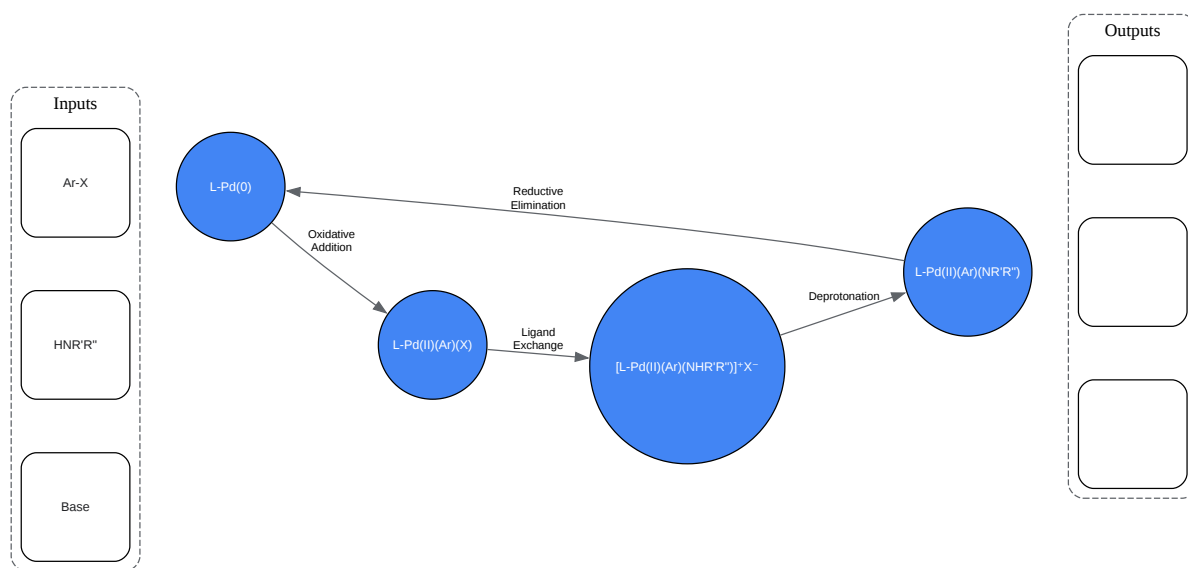 Inputs
Ar-X
HNR'R"
Base
L-Pd(0)
Oxidative
Addition
L-Pd(II)(Ar)(X)
Ligand
Exchange
[L-Pd(II)(Ar)(NHR'R")]⁺X⁻
Deprotonation
L-Pd(II)(Ar)(NR'R")
Reductive
Elimination
Outputs